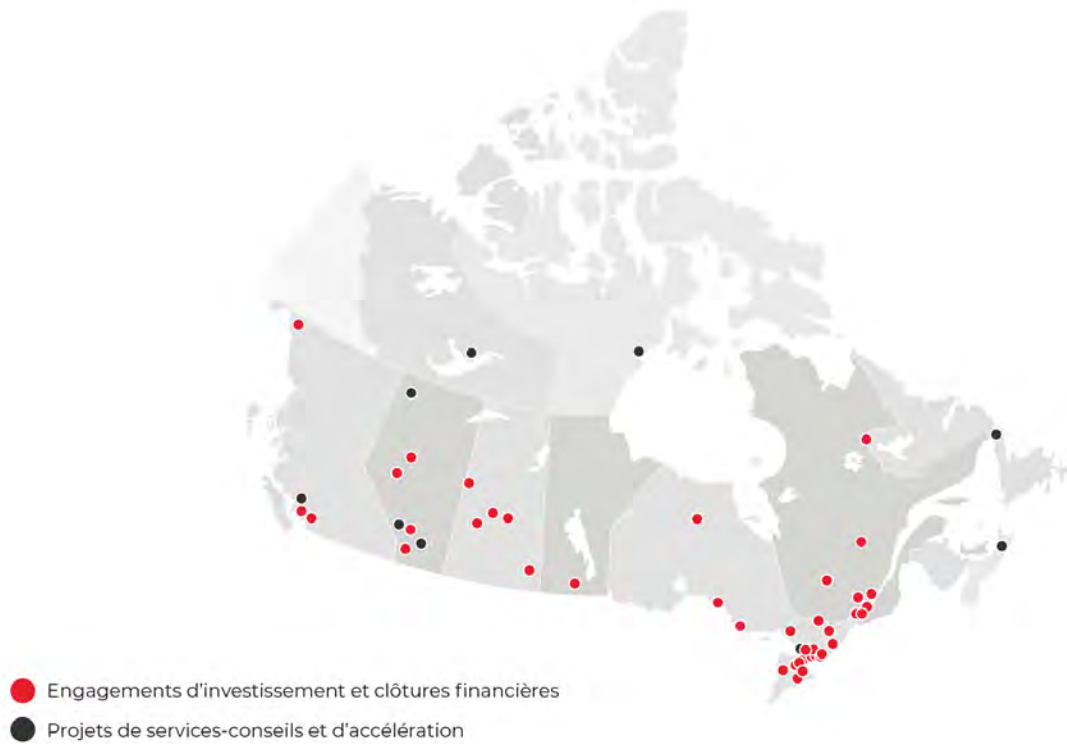 Engagements d'investissement et clôtures financières
Projets de services-conseils et d'accélération